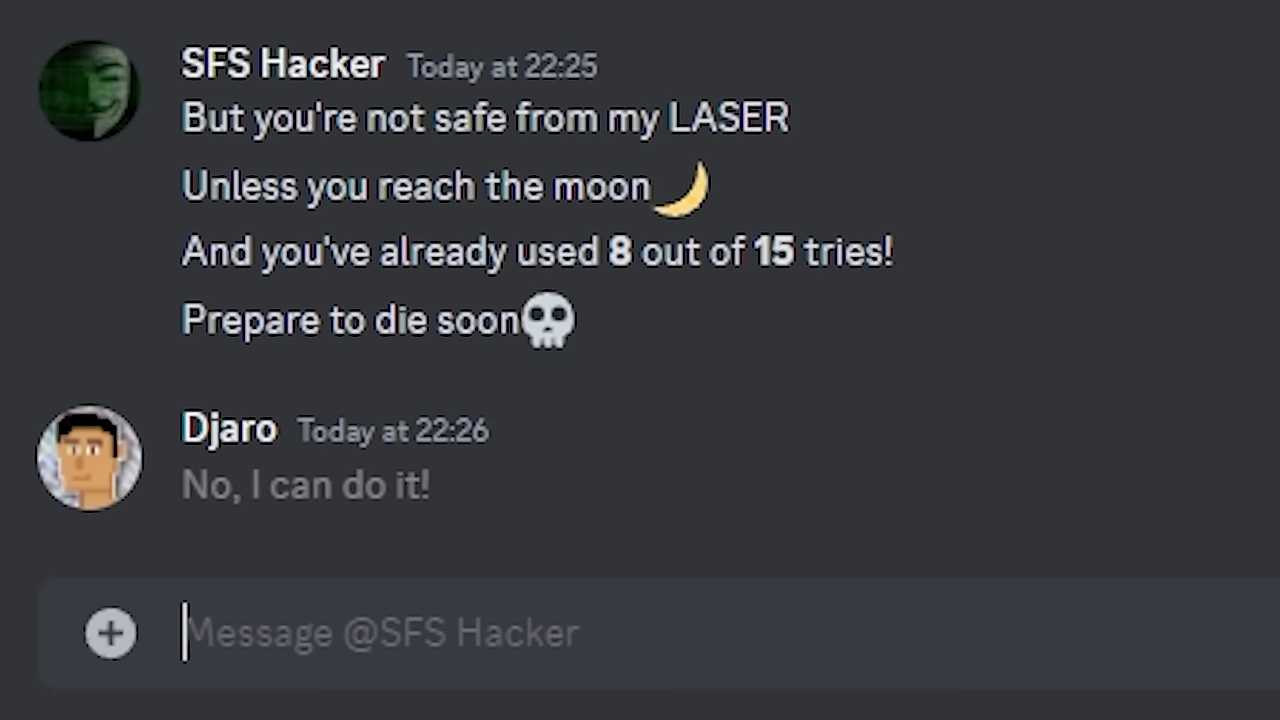 SFS Hacker Today at 22:25
But you're not safe from my LASER
Unless you reach the moon🌙
And you've already used 8 out of 15 tries!
Prepare to die soon💀
Djaro Today at 22:26
No, I can do it!
Message @SFS Hacker